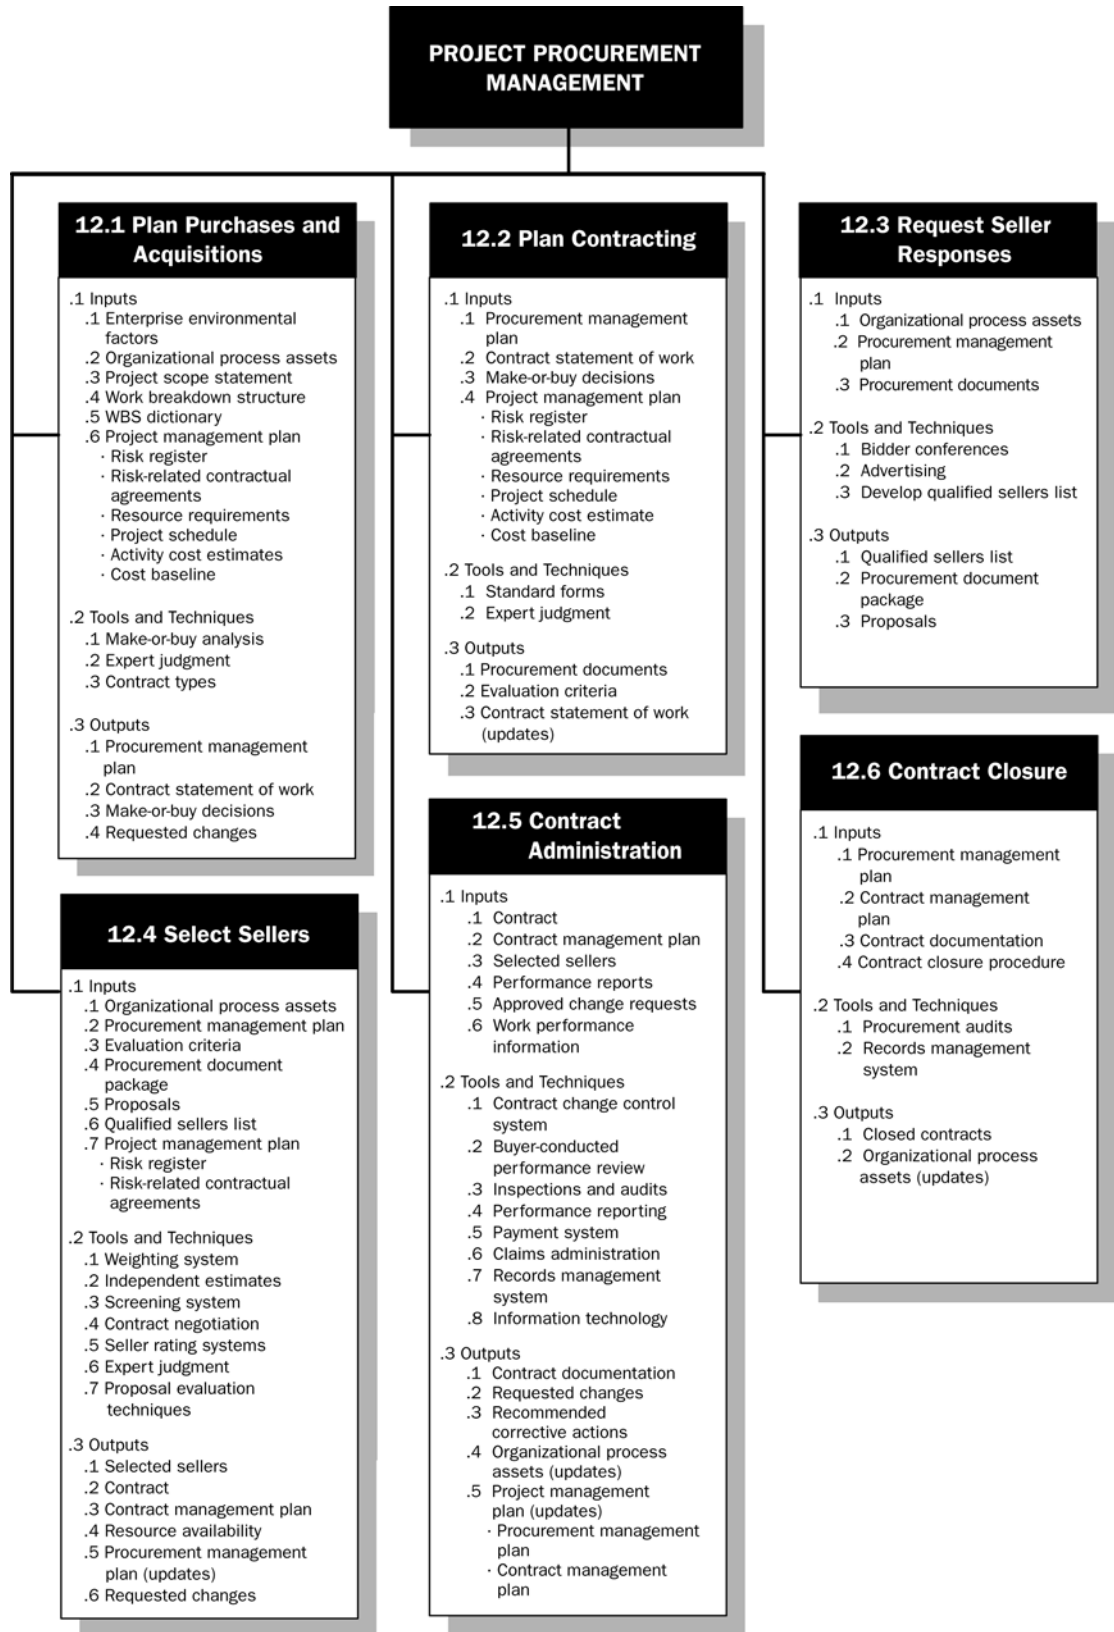 PROJECT PROCUREMENT
MANAGEMENT
12.1 Plan Purchases and
Acquisitions
.1 Inputs
.1 Enterprise environmental
factors
.2 Organizational process assets
.3 Project scope statement
.4 Work breakdown structure
.5 WBS dictionary
.6 Project management plan
· Risk register
· Risk-related contractual
agreements
· Resource requirements
· Project schedule
· Activity cost estimates
· Cost baseline
.2 Tools and Techniques
.1 Make-or-buy analysis
.2 Expert judgment
.3 Contract types
.3 Outputs
.1 Procurement management
plan
.2 Contract statement of work
.3 Make-or-buy decisions
.4 Requested changes
12.2 Plan Contracting
.1 Inputs
.1 Procurement management
plan
.2 Contract statement of work
.3 Make-or-buy decisions
.4 Project management plan
· Risk register
· Risk-related contractual
agreements
· Resource requirements
· Project schedule
· Activity cost estimate
· Cost baseline
.2 Tools and Techniques
.1 Standard forms
.2 Expert judgment
.3 Outputs
.1 Procurement documents
.2 Evaluation criteria
.3 Contract statement of work
(updates)
12.3 Request Seller
Responses
.1 Inputs
.1 Organizational process assets
.2 Procurement management
plan
.3 Procurement documents
.2 Tools and Techniques
.1 Bidder conferences
.2 Advertising
.3 Develop qualified sellers list
.3 Outputs
.1 Qualified sellers list
.2 Procurement document
package
.3 Proposals
12.4 Select Sellers
.1 Inputs
.1 Organizational process assets
.2 Procurement management plan
.3 Evaluation criteria
.4 Procurement document
package
.5 Proposals
.6 Qualified sellers list
.7 Project management plan
· Risk register
· Risk-related contractual
agreements
.2 Tools and Techniques
.1 Weighting system
.2 Independent estimates
.3 Screening system
.4 Contract negotiation
.5 Seller rating systems
.6 Expert judgment
.7 Proposal evaluation
techniques
.3 Outputs
.1 Selected sellers
.2 Contract
.3 Contract management plan
.4 Resource availability
.5 Procurement management
plan (updates)
.6 Requested changes
12.5 Contract
Administration
.1 Inputs
.1 Contract
.2 Contract management plan
.3 Selected sellers
.4 Performance reports
.5 Approved change requests
.6 Work performance
information
.2 Tools and Techniques
.1 Contract change control
system
.2 Buyer-conducted
performance review
.3 Inspections and audits
.4 Performance reporting
.5 Payment system
.6 Claims administration
.7 Records management
system
.8 Information technology
.3 Outputs
.1 Contract documentation
.2 Requested changes
.3 Recommended
corrective actions
.4 Organizational process
assets (updates)
.5 Project management
plan (updates)
· Procurement management
plan
· Contract management
plan
12.6 Contract Closure
.1 Inputs
.1 Procurement management
plan
.2 Contract management
plan
.3 Contract documentation
.4 Contract closure procedure
.2 Tools and Techniques
.1 Procurement audits
.2 Records management
system
.3 Outputs
.1 Closed contracts
.2 Organizational process
assets (updates)